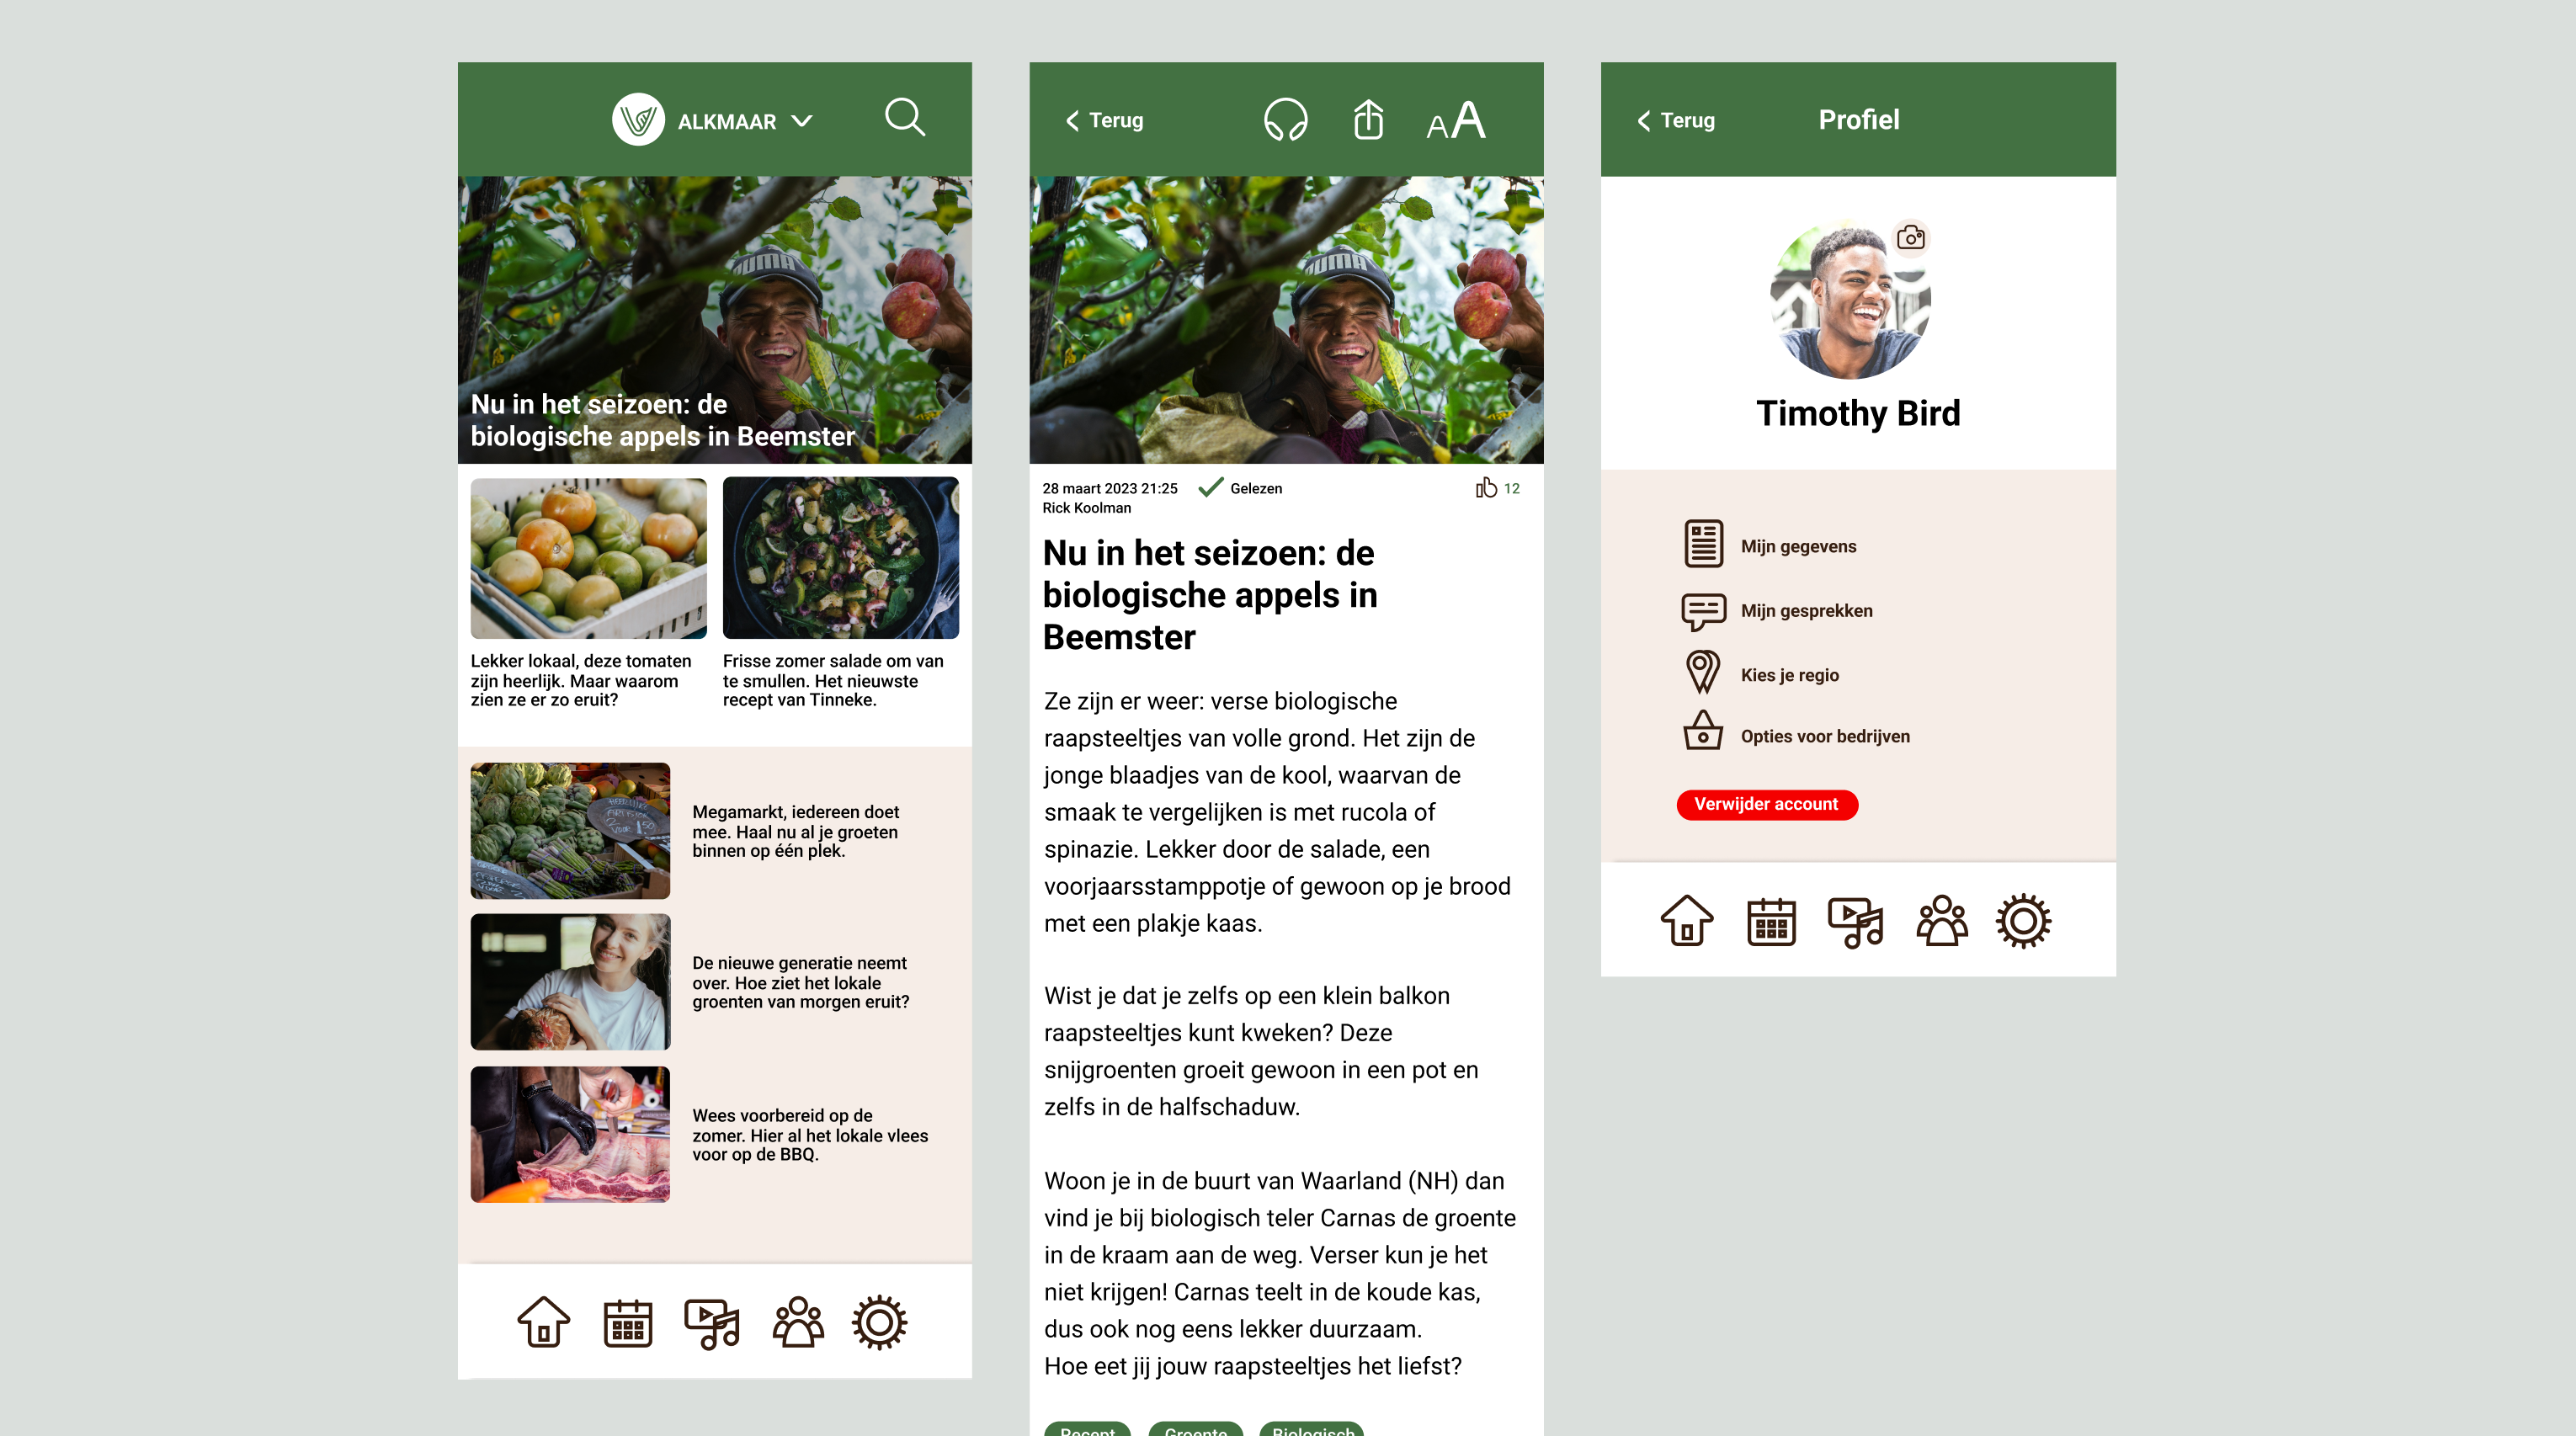 ALKMAAR
PUMA
Nu in het seizoen: de
biologische appels in Beemster
Lekker lokaal, deze tomaten
zijn heerlijk. Maar waarom
zien ze er zo eruit?
Frisse zomer salade om van
te smullen. Het nieuwste
recept van Tinneke.
Megamarkt, iedereen doet
mee. Haal nu al je groeten
binnen op één plek.
De nieuwe generatie neemt
over. Hoe ziet het lokale
groenten van morgen eruit?
Wees voorbereid op de
zomer. Hier al het lokale vlees
voor op de BBQ.
Terug
AA
PUMA
28 maart 2023 21:25
Gelezen
12
Rick Koolman
Nu in het seizoen: de
biologische appels in
Beemster
Ze zijn er weer: verse biologische
raapsteeltjes van volle grond. Het zijn de
jonge blaadjes van de kool, waarvan de
smaak te vergelijken is met rucola of
spinazie. Lekker door de salade, een
voorjaarsstamppotje of gewoon op je brood
met een plakje kaas.
Wist je dat je zelfs op een klein balkon
raapsteeltjes kunt kweken? Deze
snijgroenten groeit gewoon in een pot en
zelfs in de halfschaduw.
Woon je in de buurt van Waarland (NH) dan
vind je bij biologisch teler Carnas de groente
in de kraam aan de weg. Verser kun je het
niet krijgen! Carnas teelt in de koude kas,
dus ook nog eens lekker duurzaam.
Hoe eet jij jouw raapsteeltjes het liefst?
Recept
Groente
Biologisch
Terug
Profiel
Timothy Bird
Mijn gegevens
Mijn gesprekken
Kies je regio
Opties voor bedrijven
Verwijder account